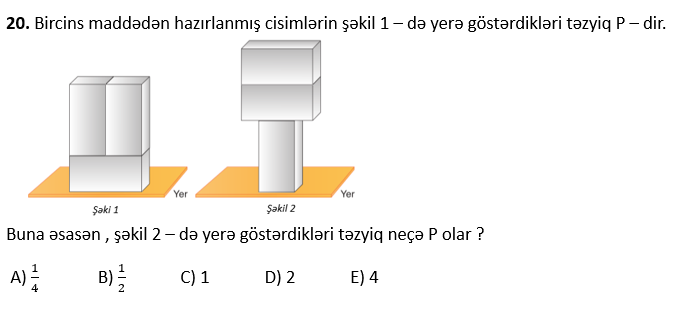 20. Bircins maddədən hazırlanmış cisimlərin şəkil 1 – də yerə göstərdikləri təzyiq P – dir.
Yer
Yer
Şəki 1
Şəkil 2
Buna əsasən , şəkil 2 – də yerə göstərdikləri təzyiq neçə P olar ?
A) 1/4 B) 1/2 C) 1 D) 2 E) 4